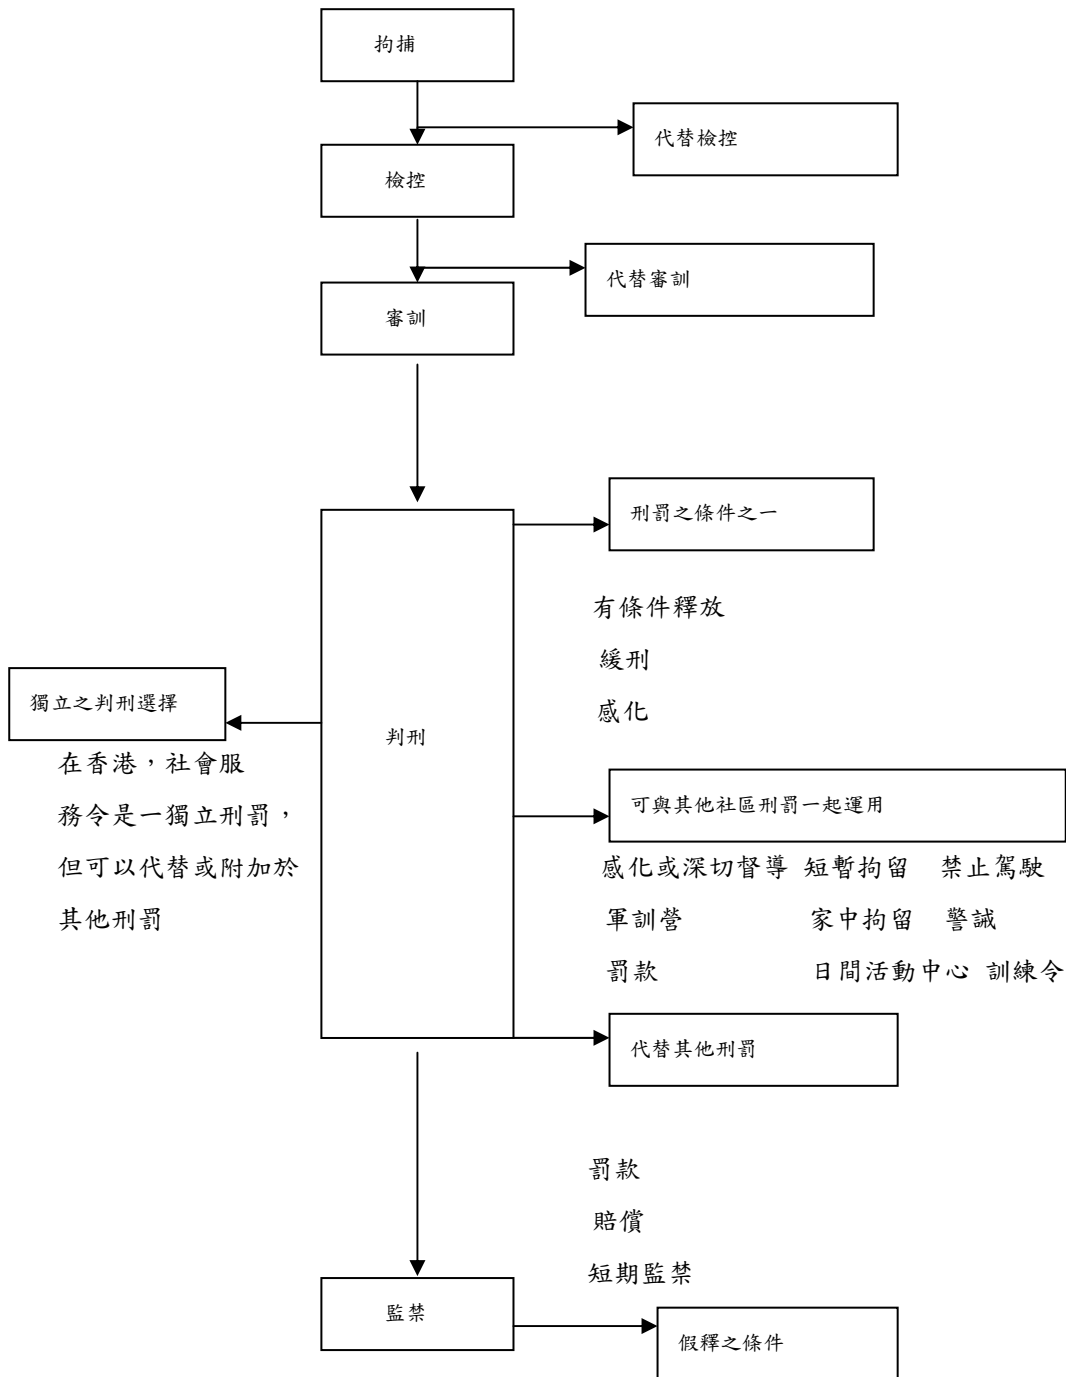 拘捕
代替檢控
檢控
代替審訓
審訓
刑罰之條件之一
有條件釋放
緩刑
感化
獨立之判刑選擇
在香港，社會服
務令是一獨立刑罰，
但可以代替或附加於
其他刑罰
判刑
可與其他社區刑罰一起運用
感化或深切督導 短暫拘留 禁止駕駛
軍訓營 家中拘留 警誡
罰款 日間活動中心 訓練令
代替其他刑罰
罰款
賠償
短期監禁
監禁
假釋之條件